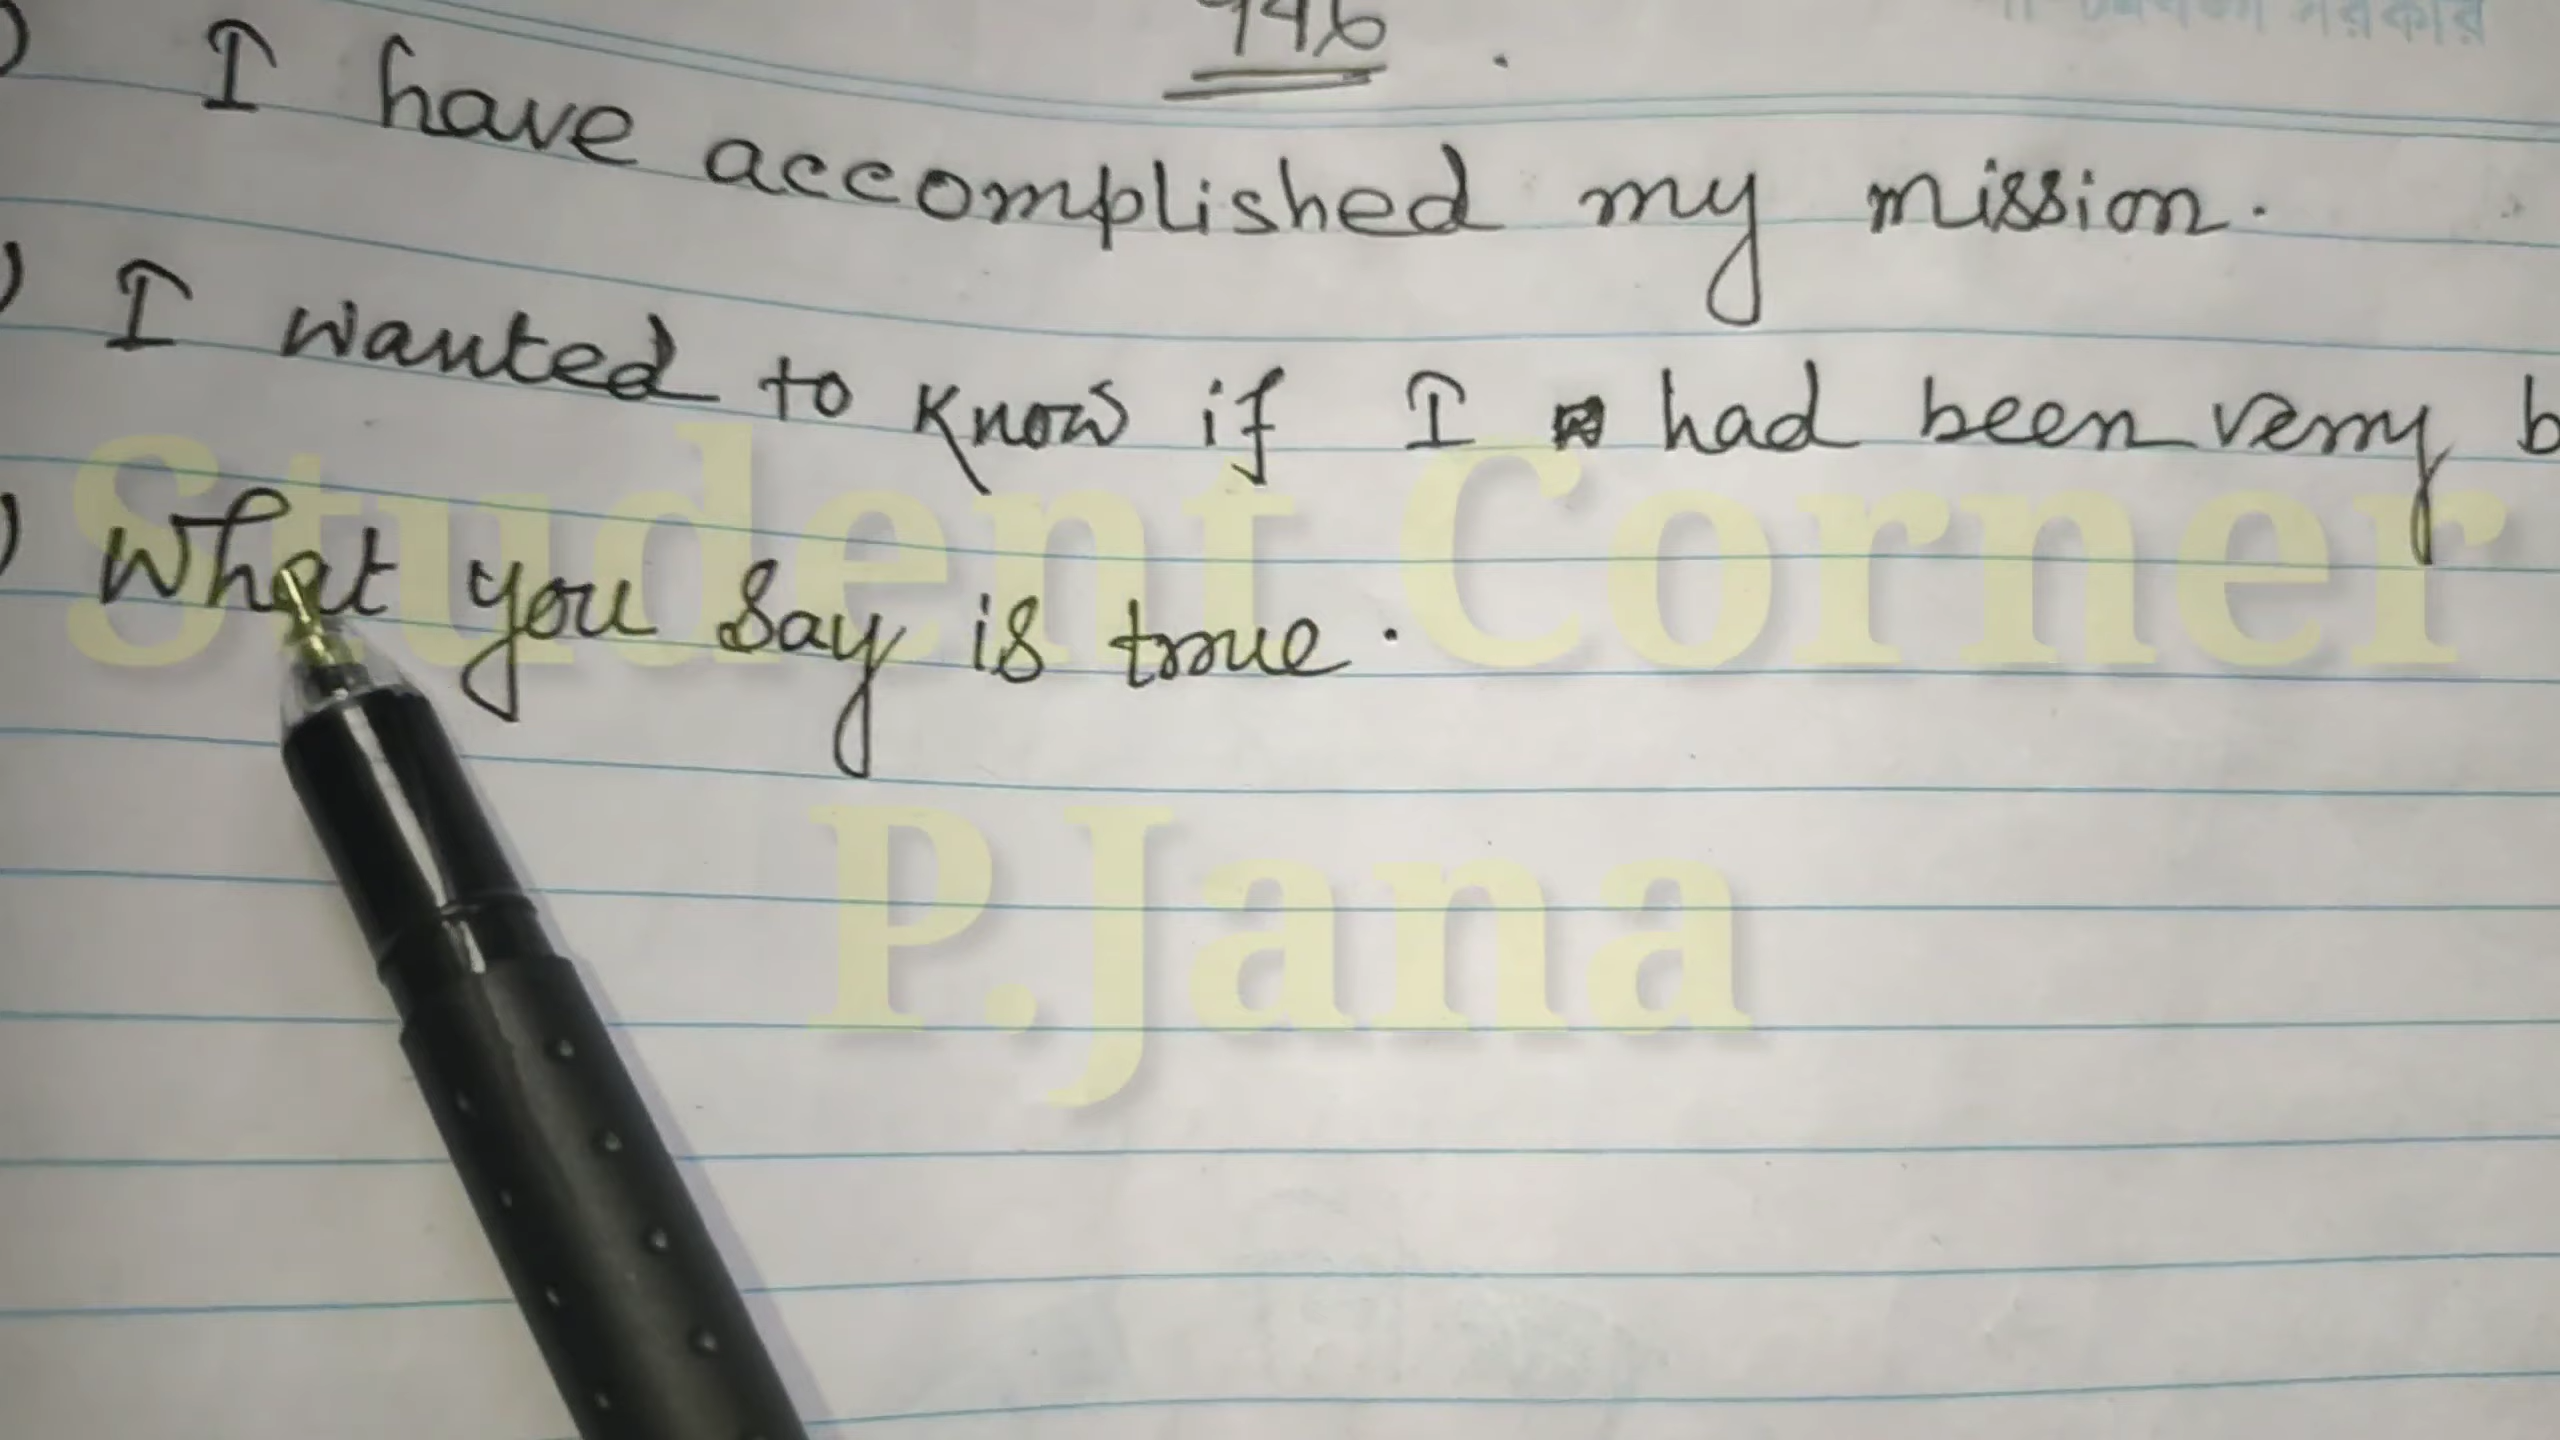 ) I have accomplished my mission.
) I wanted to know if I had been very b
) What you say is true.
Student Corner
P.Jana